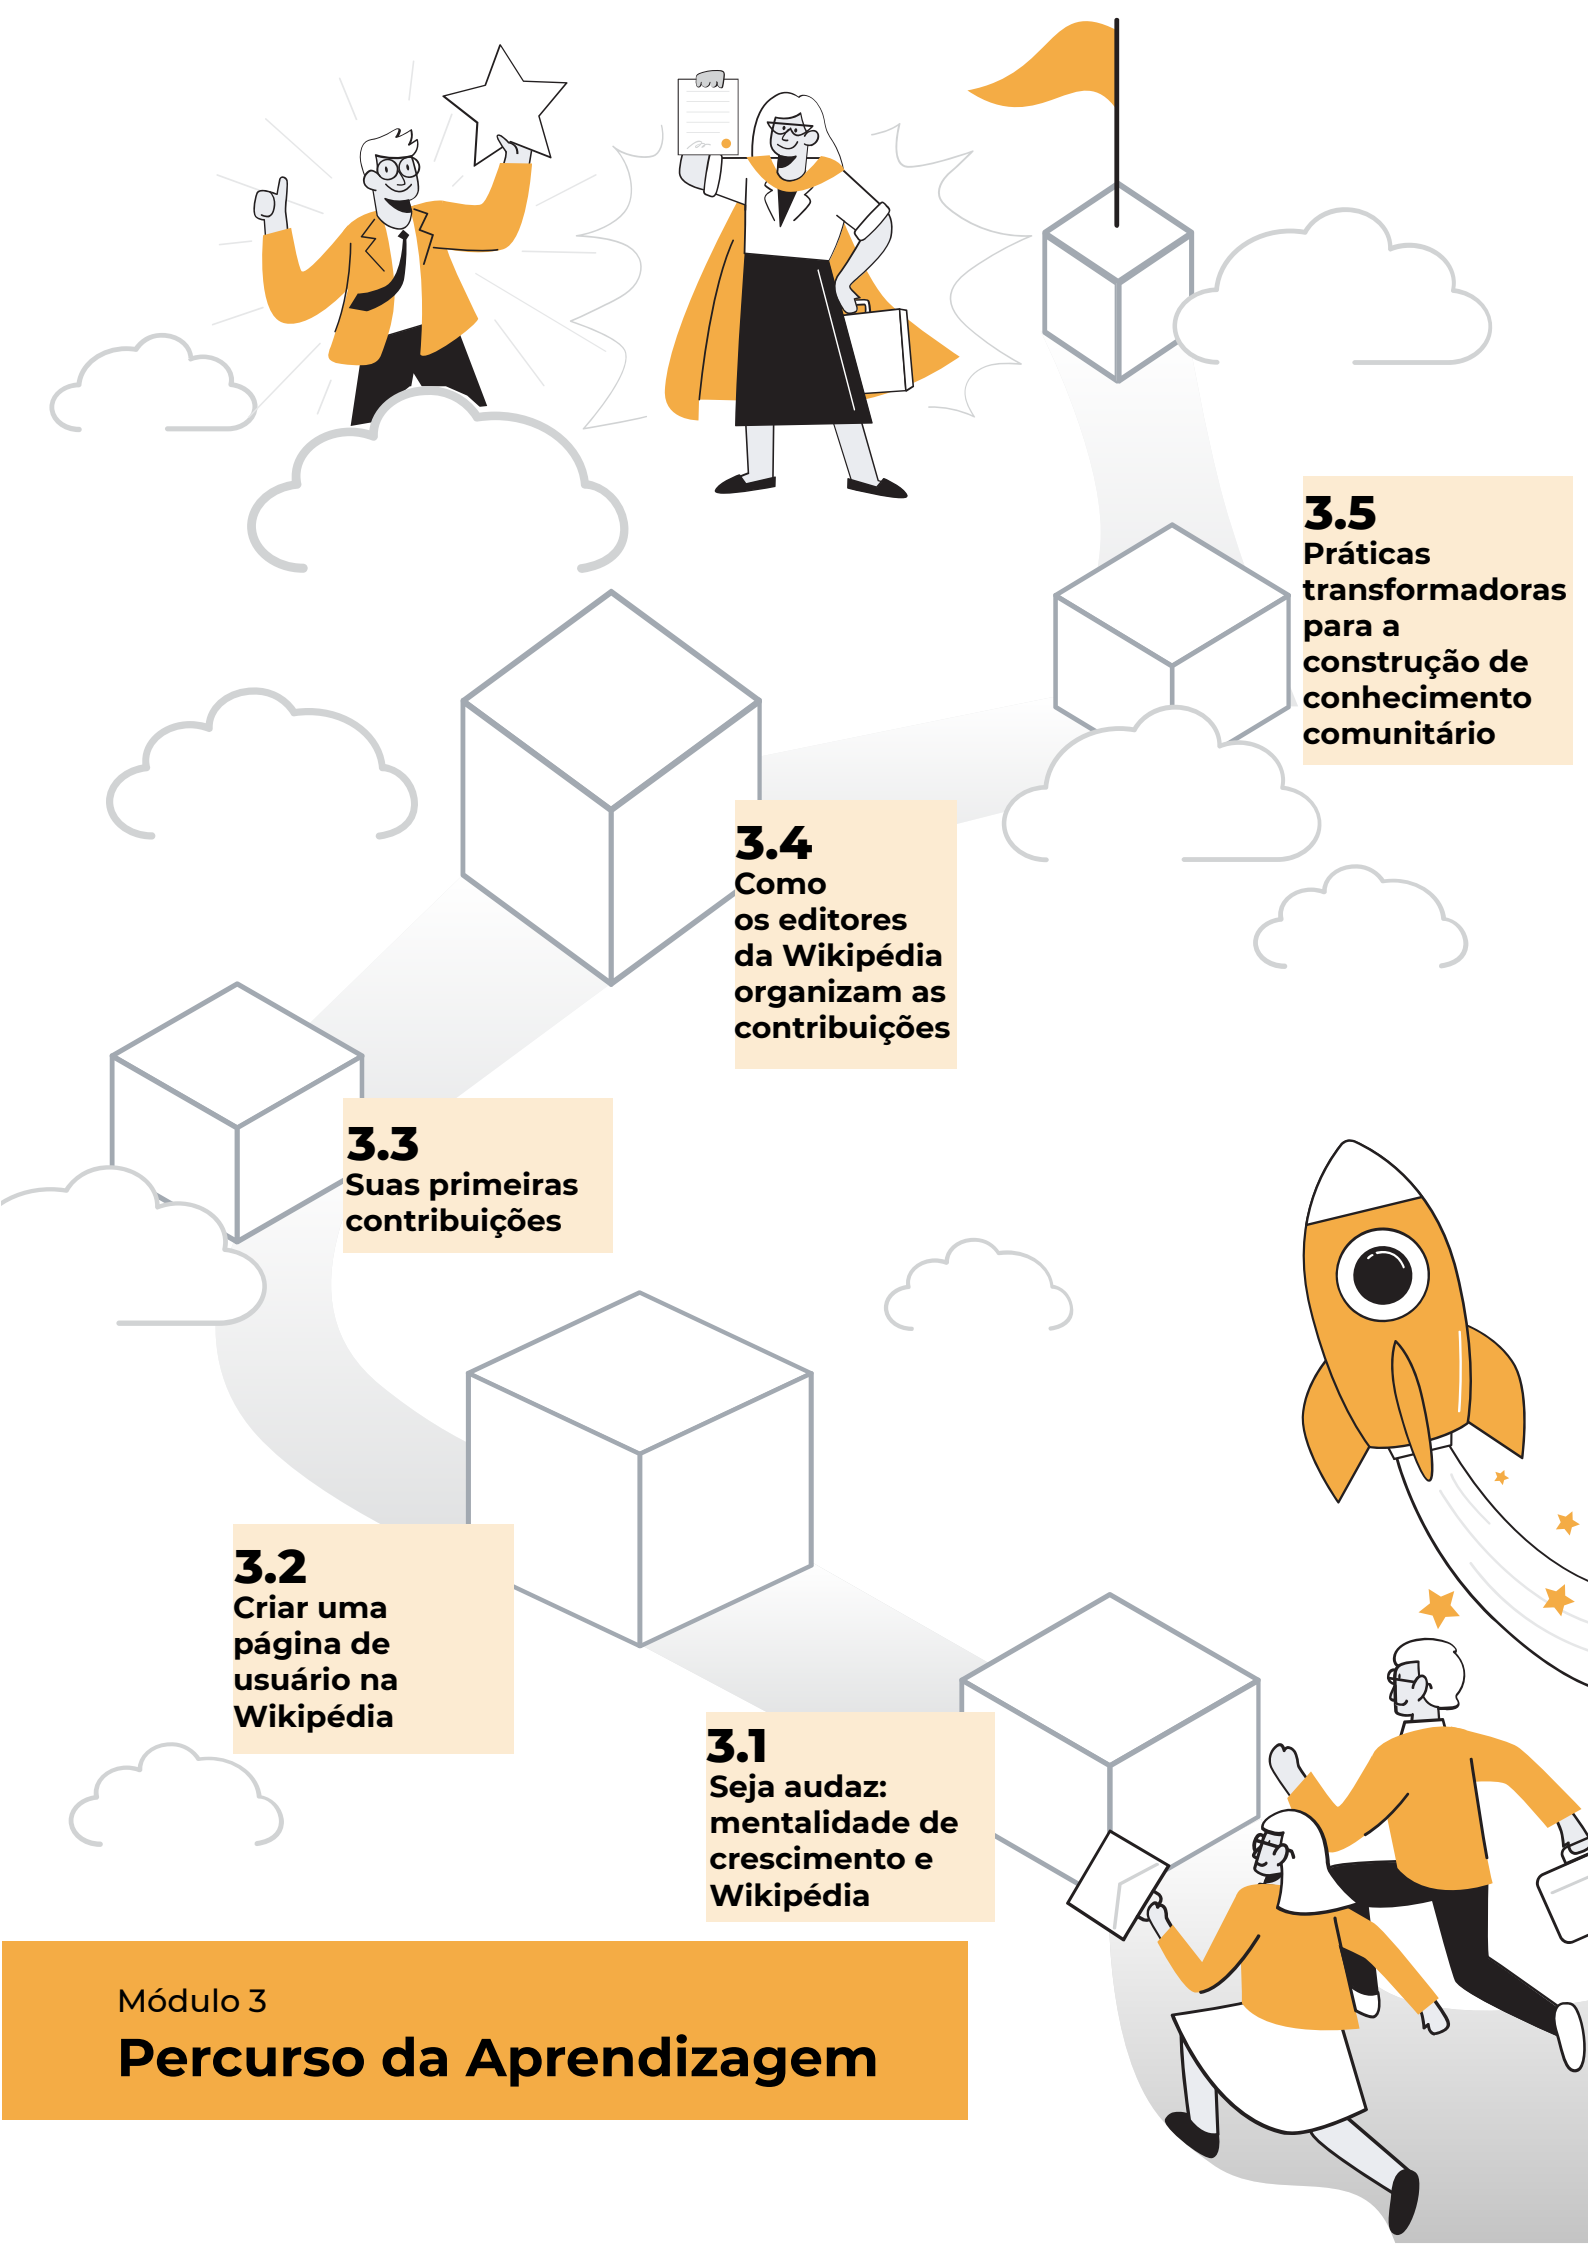 3.5
Práticas
transformadoras
para a
construção de
conhecimento
comunitário
3.4
Como
os editores
da Wikipédia
organizam as
contribuições
3.3
Suas primeiras
contribuições
3.2
Criar uma
página de
usuário na
Wikipédia
3.1
Seja audaz:
mentalidade de
crescimento e
Wikipédia
Módulo 3
Percurso da Aprendizagem